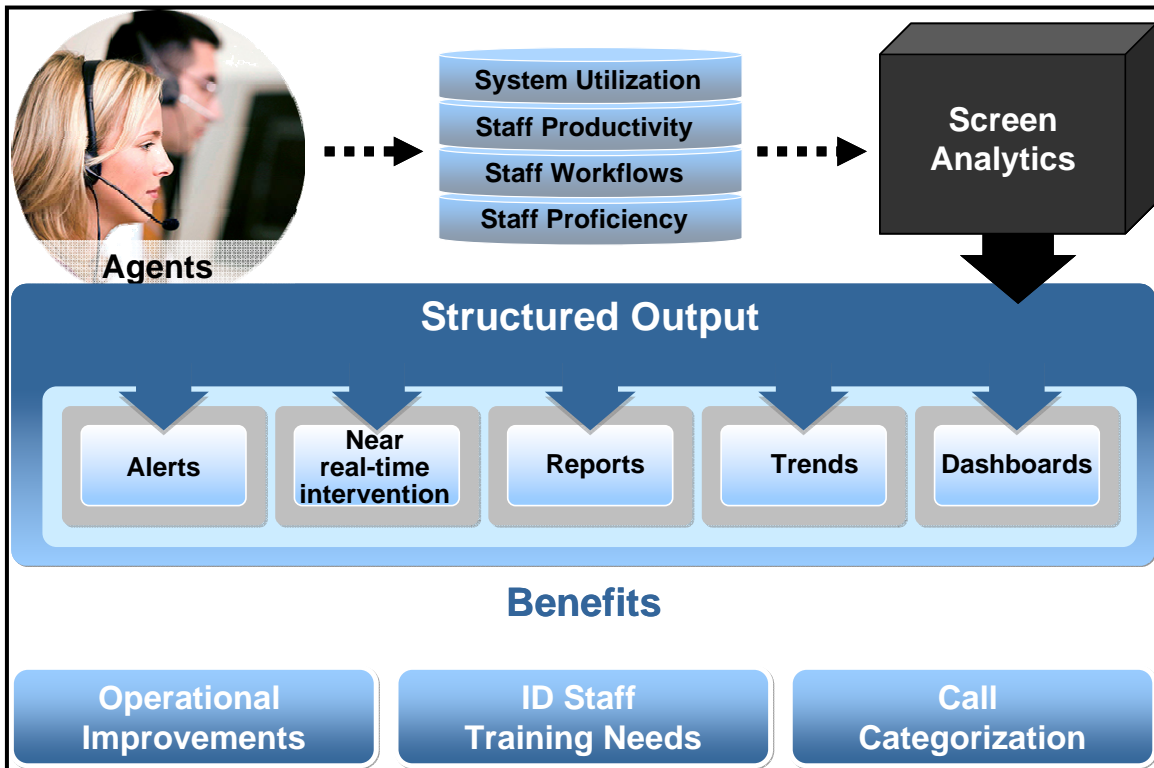 System Utilization
Staff Productivity
Staff Workflows
Staff Proficiency
Screen
Analytics
Agents
Structured Output
Alerts
Near
real-time
intervention
Reports
Trends
Dashboards
Benefits
Operational
Improvements
ID Staff
Training Needs
Call
Categorization